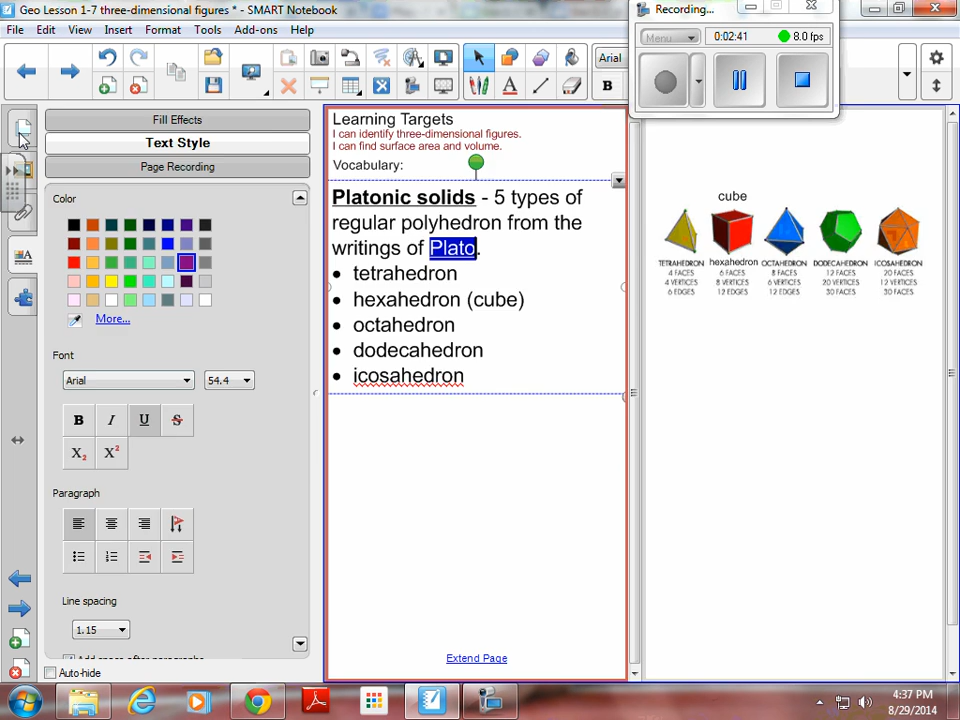 Geo Lesson 1-7 three-dimensional figures * - SMART Notebook
Recording...
File Edit View Insert Format Tools Add-ons Help
Menu 0:02:41 8.0 fps
Arial
B
Fill Effects
Text Style
Page Recording
Color
More...
Font
Arial 54.4
B I U S
X2 X2
Paragraph
Line spacing
1.15
Add space after paragraphs
Auto-hide
Learning Targets
I can identify three-dimensional figures.
I can find surface area and volume.
Vocabulary:
Platonic solids - 5 types of
regular polyhedron from the
writings of Plato.
• tetrahedron
• hexahedron (cube)
• octahedron
• dodecahedron
• icosahedron
Extend Page
cube
TETRAHEDRON hexahedron OCTAHEDRON DODECAHEDRON ICOSAHEDRON
4 FACES 6 FACES 8 FACES 12 FACES 20 FACES
4 VERTICES 8 VERTICES 6 VERTICES 20 VERTICES 12 VERTICES
6 EDGES 12 EDGES 12 EDGES 30 FACES 30 FACES
4:37 PM
8/29/2014